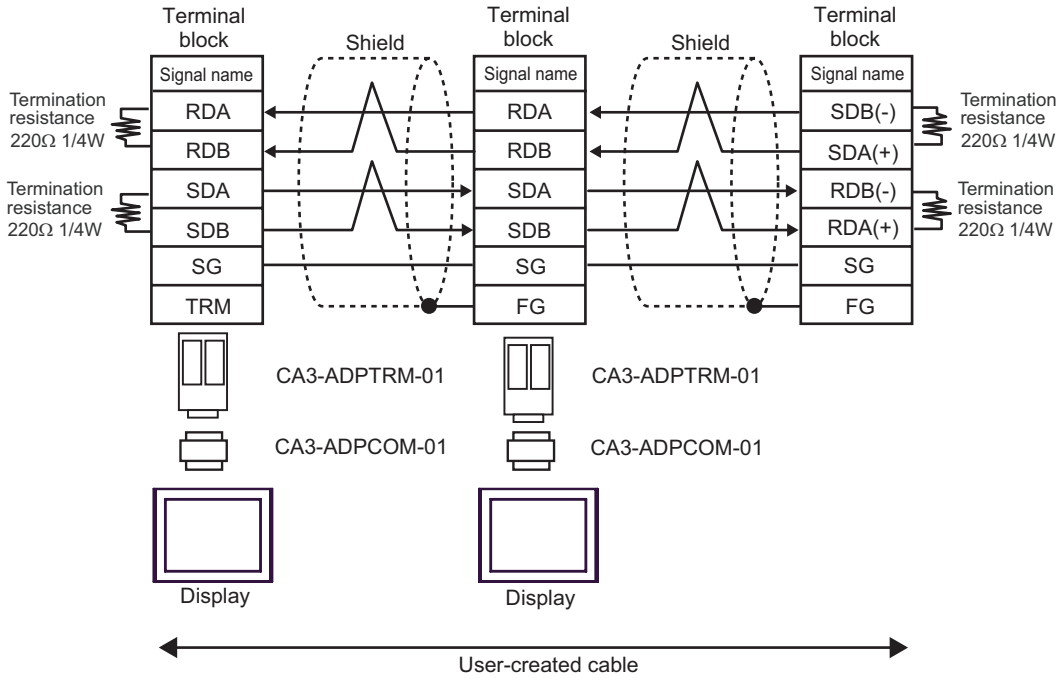 Terminal
block
Shield
Terminal
block
Shield
Terminal
block
Signal name
Signal name
Signal name
Termination
resistance
220Ω 1/4W
RDA
RDA
SDB(-)
Termination
resistance
220Ω 1/4W
RDB
RDB
SDA(+)
Termination
resistance
220Ω 1/4W
SDA
SDA
RDB(-)
Termination
resistance
220Ω 1/4W
SDB
SDB
RDA(+)
SG
SG
SG
TRM
FG
FG
CA3-ADPTRM-01
CA3-ADPTRM-01
CA3-ADPCOM-01
CA3-ADPCOM-01
Display
Display
User-created cable